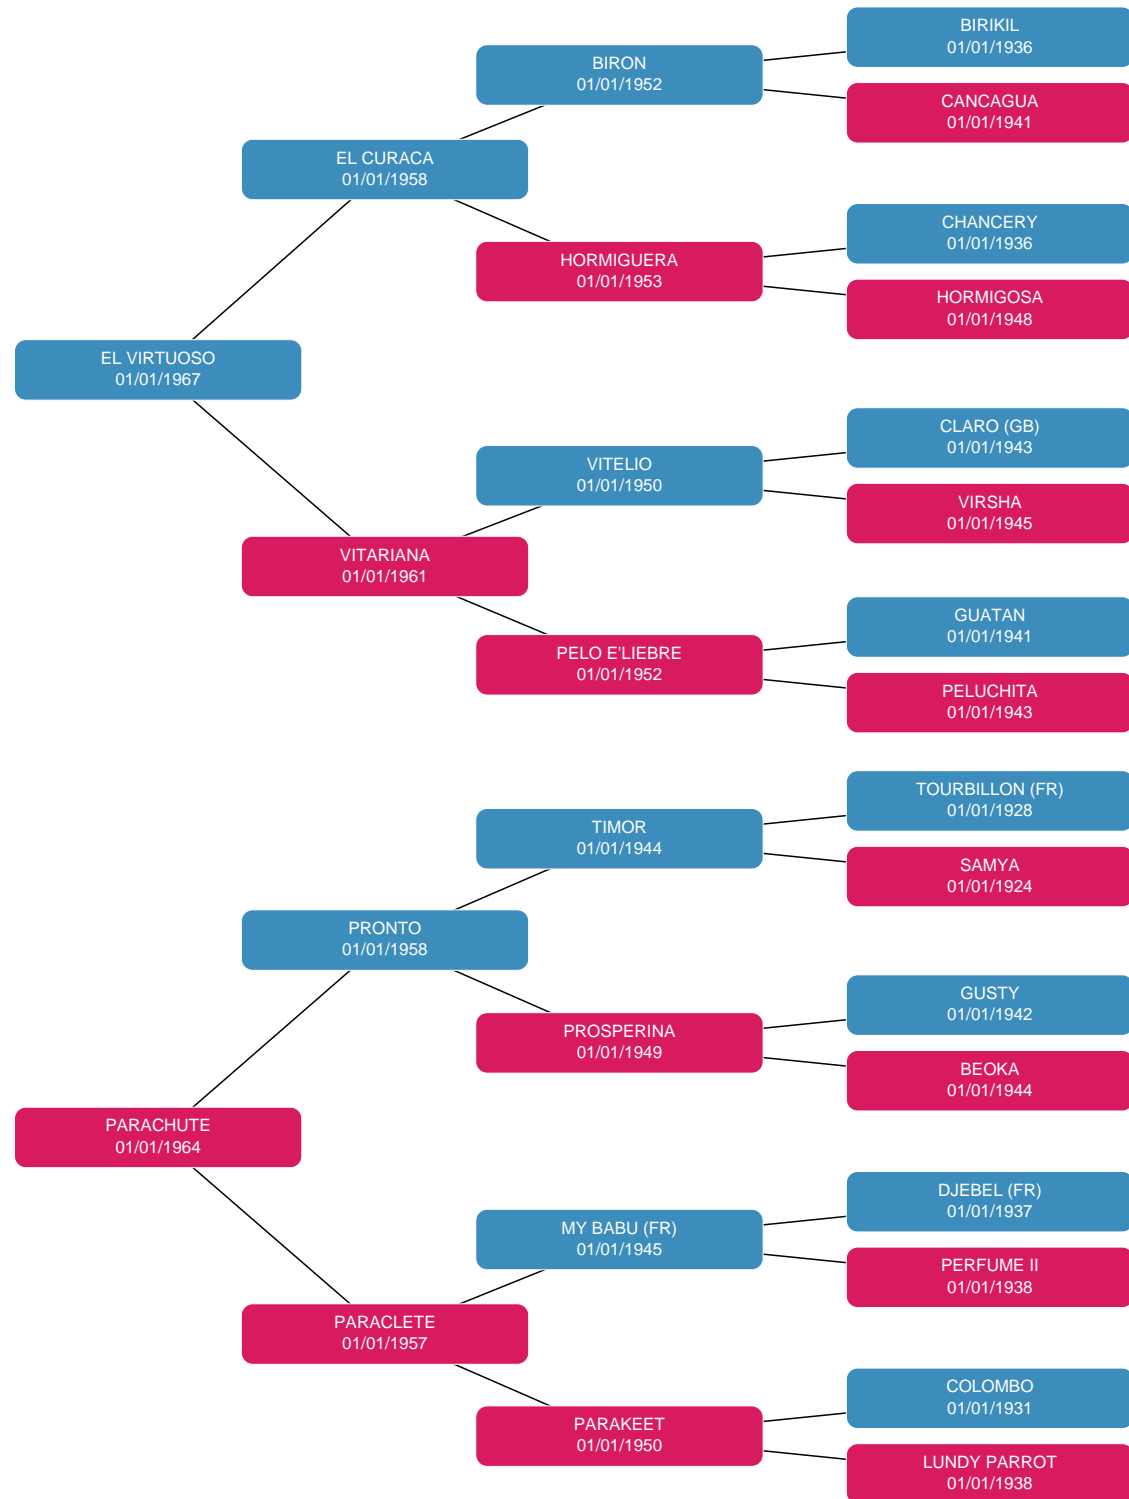 BIRIKIL
01/01/1936
BIRON
01/01/1952
CANCAGUA
01/01/1941
EL CURACA
01/01/1958
CHANCERY
01/01/1936
HORMIGUERA
01/01/1953
HORMIGOSA
01/01/1948
EL VIRTUOSO
01/01/1967
CLARO (GB)
01/01/1943
VITELIO
01/01/1950
VIRSHA
01/01/1945
VITARIANA
01/01/1961
GUATAN
01/01/1941
PELO E'LIEBRE
01/01/1952
PELUCHITA
01/01/1943
TOURBILLON (FR)
01/01/1928
TIMOR
01/01/1944
SAMYA
01/01/1924
PRONTO
01/01/1958
GUSTY
01/01/1942
PROSPERINA
01/01/1949
BEOKA
01/01/1944
PARACHUTE
01/01/1964
DJEBEL (FR)
01/01/1937
MY BABU (FR)
01/01/1945
PERFUME II
01/01/1938
PARACLETE
01/01/1957
COLOMBO
01/01/1931
PARAKEET
01/01/1950
LUNDY PARROT
01/01/1938